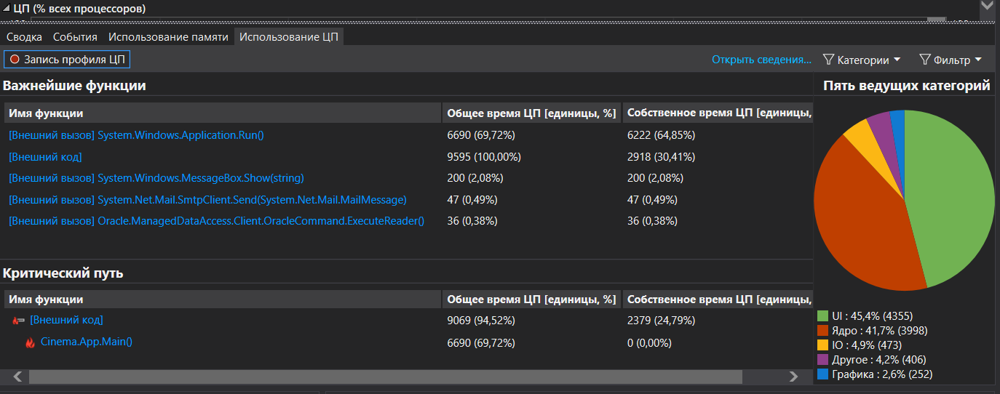 ЦП (% всех процессоров)
Сводка События Использование памяти Использование ЦП
Запись профиля ЦП Открыть сведения... Категории Фильтр
Важнейшие функции Пять ведущих категорий
Имя функции Общее время ЦП [единицы, %] Собственное время ЦП [единицы,
[Внешний вызов] System.Windows.Application.Run() 6690 (69,72%) 6222 (64,85%)
[Внешний код] 9595 (100,00%) 2918 (30,41%)
[Внешний вызов] System.Windows.MessageBox.Show(string) 200 (2,08%) 200 (2,08%)
[Внешний вызов] System.Net.Mail.SmtpClient.Send(System.Net.Mail.MailMessage) 47 (0,49%) 47 (0,49%)
[Внешний вызов] Oracle.ManagedDataAccess.Client.OracleCommand.ExecuteReader() 36 (0,38%) 36 (0,38%)
Критический путь
Имя функции Общее время ЦП [единицы, %] Собственное время ЦП [единицы,
[Внешний код] 9069 (94,52%) 2379 (24,79%)
Cinema.App.Main() 6690 (69,72%) 0 (0,00%)
UI : 45,4% (4355)
Ядро : 41,7% (3998)
IO : 4,9% (473)
Другое : 4,2% (406)
Графика : 2,6% (252)